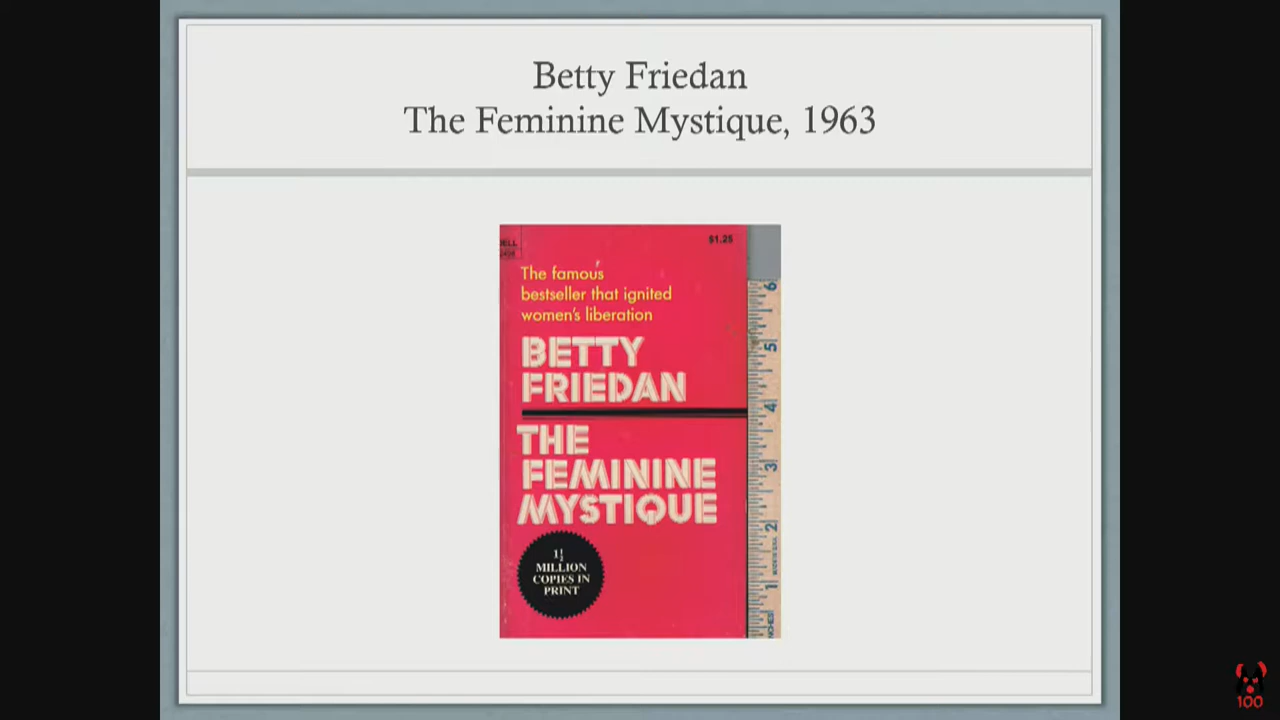 Betty Friedan
The Feminine Mystique, 1963
$1.25
The famous
bestseller that ignited
women's liberation
BETTY
FRIEDAN
THE
FEMININE
MYSTIQUE
1½
MILLION
COPIES IN
PRINT
6
5
4
3
2
1
100